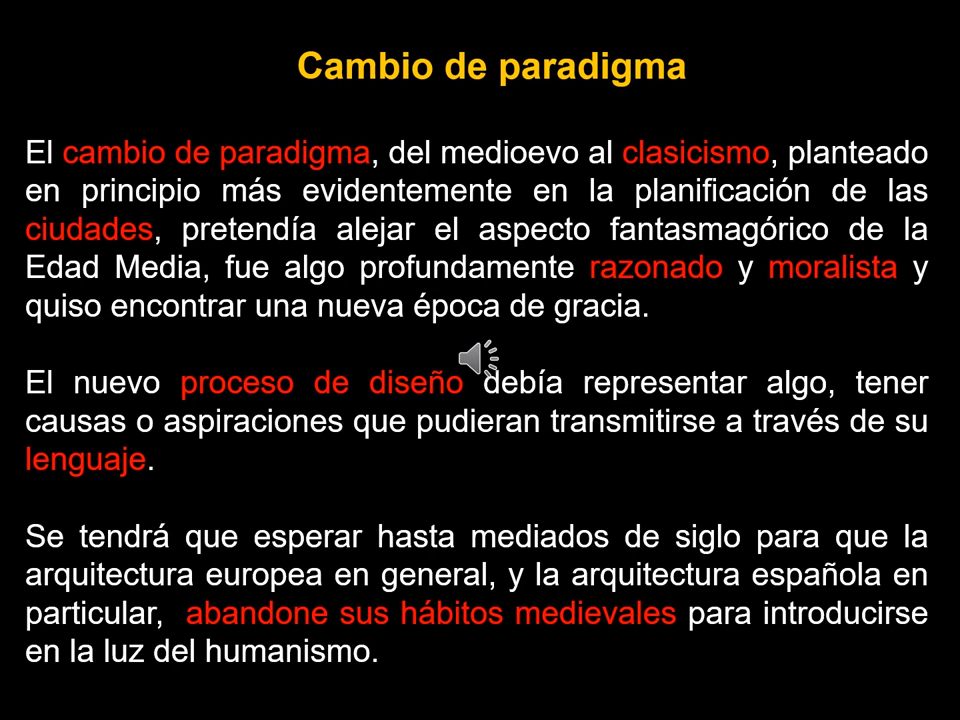 Cambio de paradigma
El cambio de paradigma, del medioevo al clasicismo, planteado
en principio más evidentemente en la planificación de las
ciudades, pretendía alejar el aspecto fantasmagórico de la
Edad Media, fue algo profundamente razonado y moralista y
quiso encontrar una nueva época de gracia.
El nuevo proceso de diseño debía representar algo, tener
causas o aspiraciones que pudieran transmitirse a través de su
lenguaje.
Se tendrá que esperar hasta mediados de siglo para que la
arquitectura europea en general, y la arquitectura española en
particular, abandone sus hábitos medievales para introducirse
en la luz del humanismo.